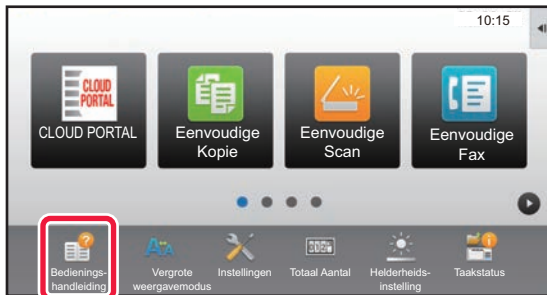 10:15
CLOUD
PORTAL
CLOUD PORTAL
Eenvoudige
Kopie
Eenvoudige
Scan
Eenvoudige
Fax
Bedienings-
handleiding
Vergrote
weergavemodus
Instellingen
Totaal Aantal
Helderheids-
instelling
Taakstatus